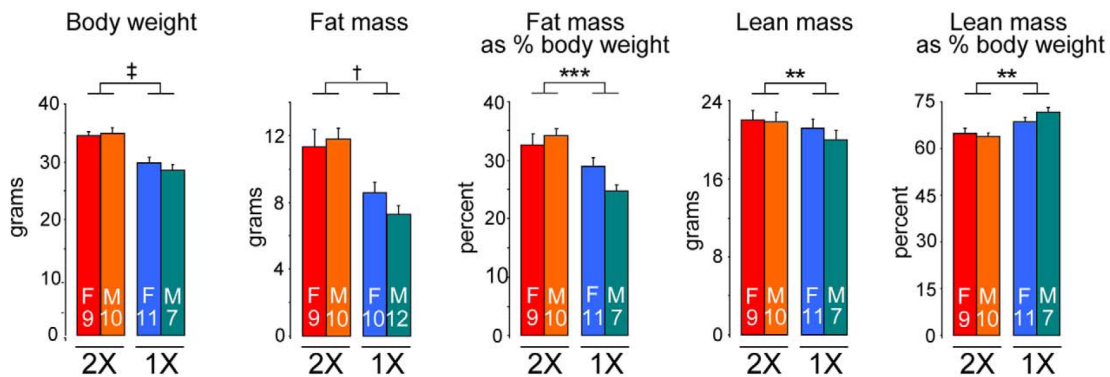 Body weight
‡
40
30
20
10
0
grams
F
9
M
10
F
11
M
7
2X
1X
Fat mass
†
12
8
4
0
grams
F
9
M
10
F
10
M
12
2X
1X
Fat mass
as % body weight
***
40
30
20
10
0
percent
F
9
M
10
F
11
M
7
2X
1X
Lean mass
**
24
18
12
6
0
grams
F
9
M
10
F
11
M
7
2X
1X
Lean mass
as % body weight
**
75
60
45
30
15
0
percent
F
9
M
10
F
11
M
7
2X
1X